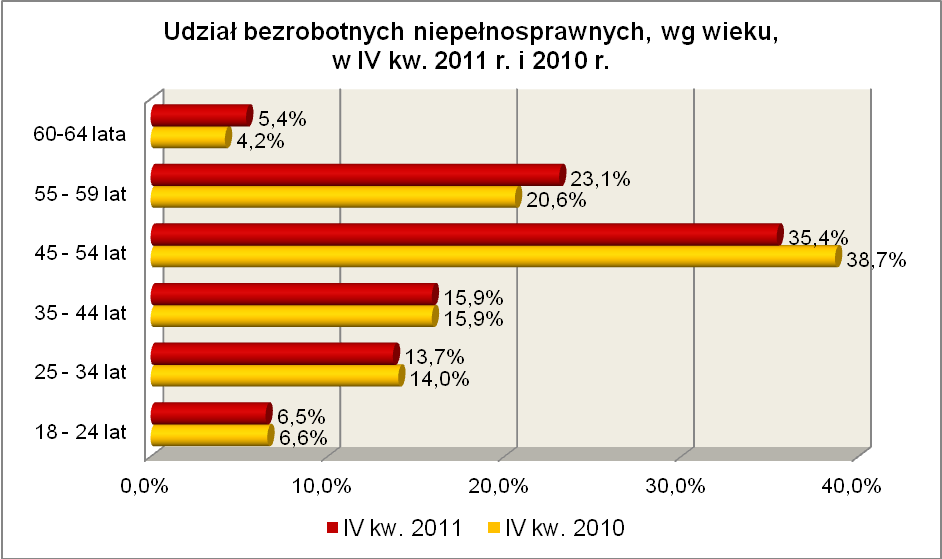 Udział bezrobotnych niepełnosprawnych, wg wieku,
w IV kw. 2011 r. i 2010 r.
60-64 lata
5,4%
4,2%
55 - 59 lat
23,1%
20,6%
45 - 54 lat
35,4%
38,7%
35 - 44 lat
15,9%
15,9%
25 - 34 lat
13,7%
14,0%
18 - 24 lat
6,5%
6,6%
0,0% 10,0% 20,0% 30,0% 40,0%
IV kw. 2011 IV kw. 2010